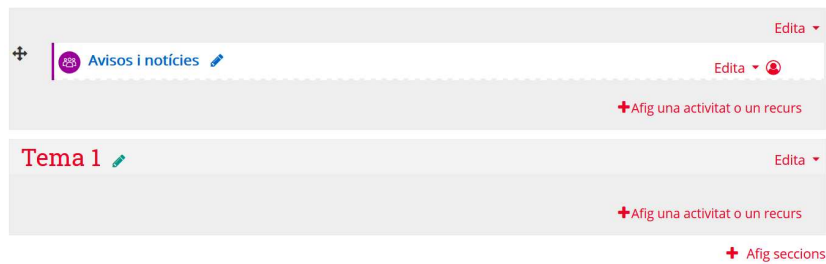 Edita
Avisos i notícies
Edita
Afig una activitat o un recurs
Tema 1
Edita
Afig una activitat o un recurs
Afig seccions